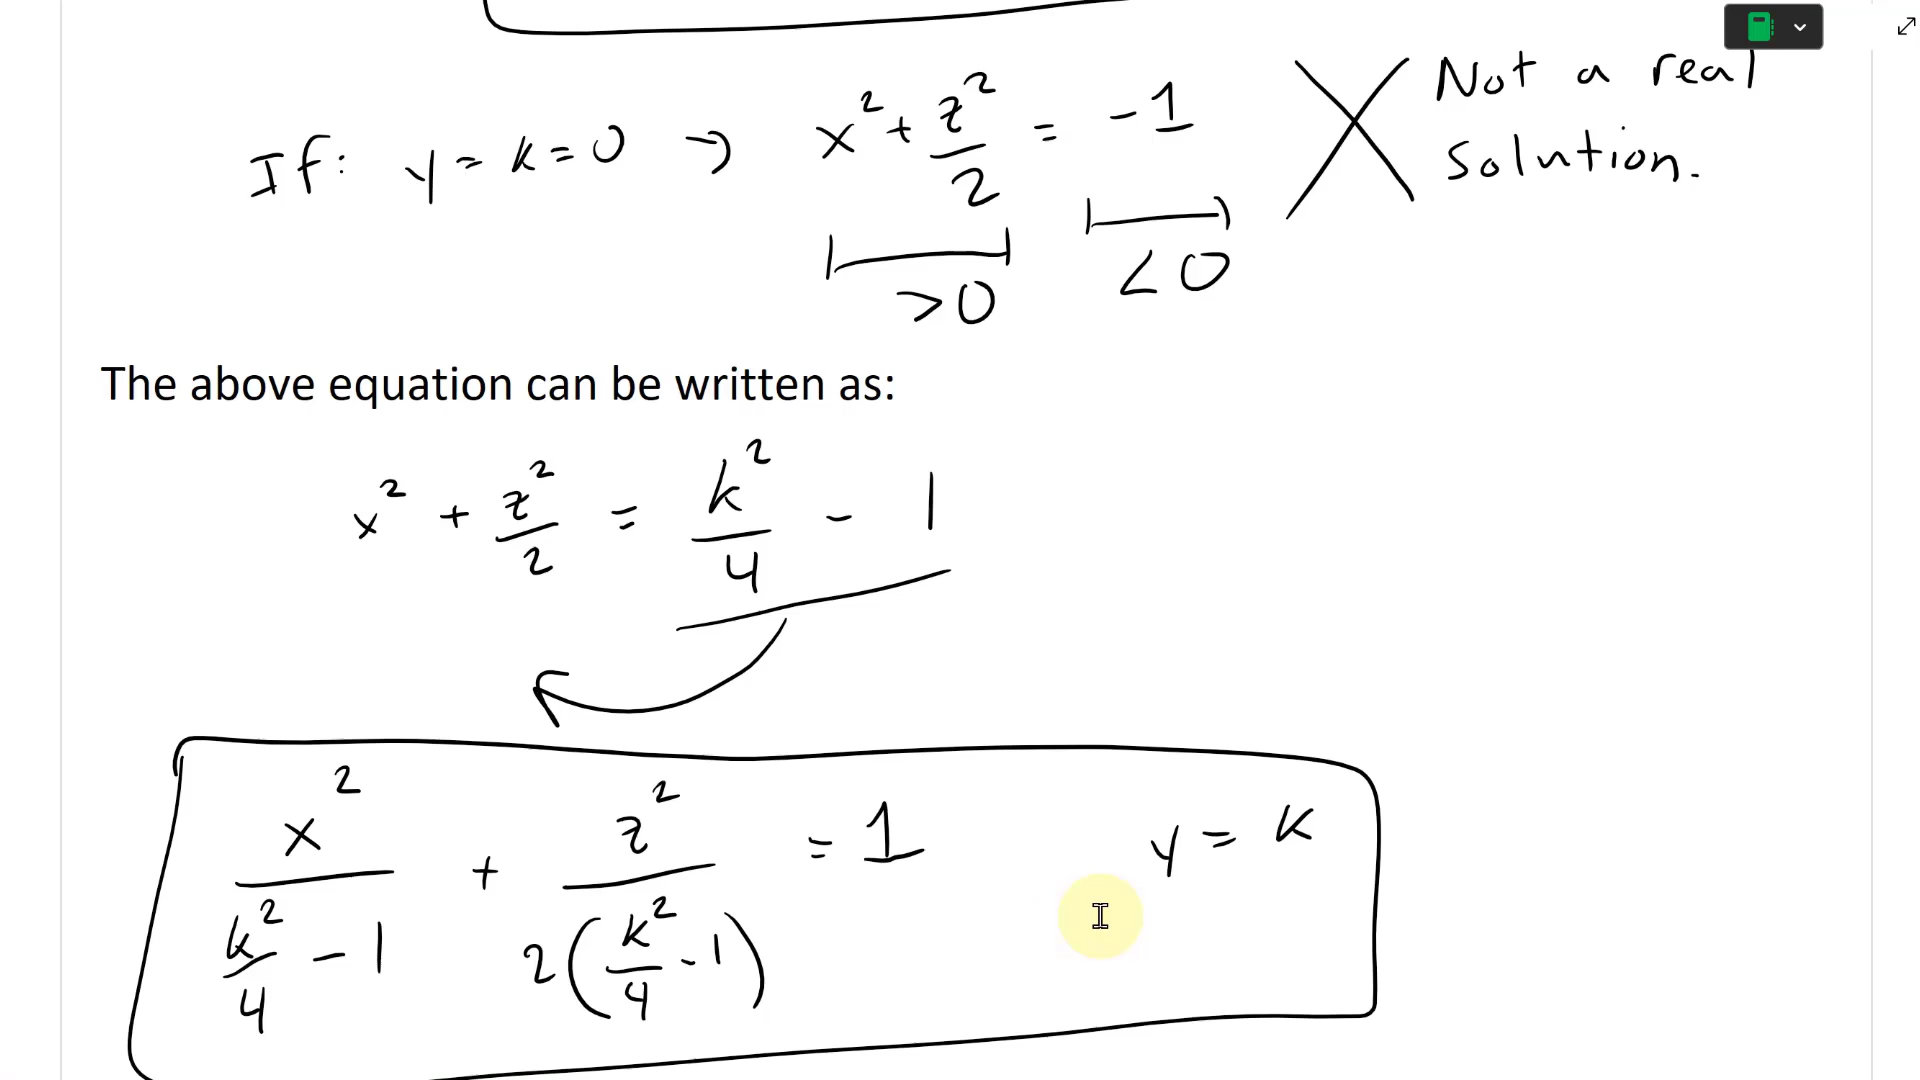 If: y = k = 0 → x² + z²/2 = -1 Not a real solution.
>0 <0
The above equation can be written as:
x² + z²/2 = k²/4 - 1
x²/(k²/4 - 1) + z²/(2(k²/4 - 1)) = 1 y = k